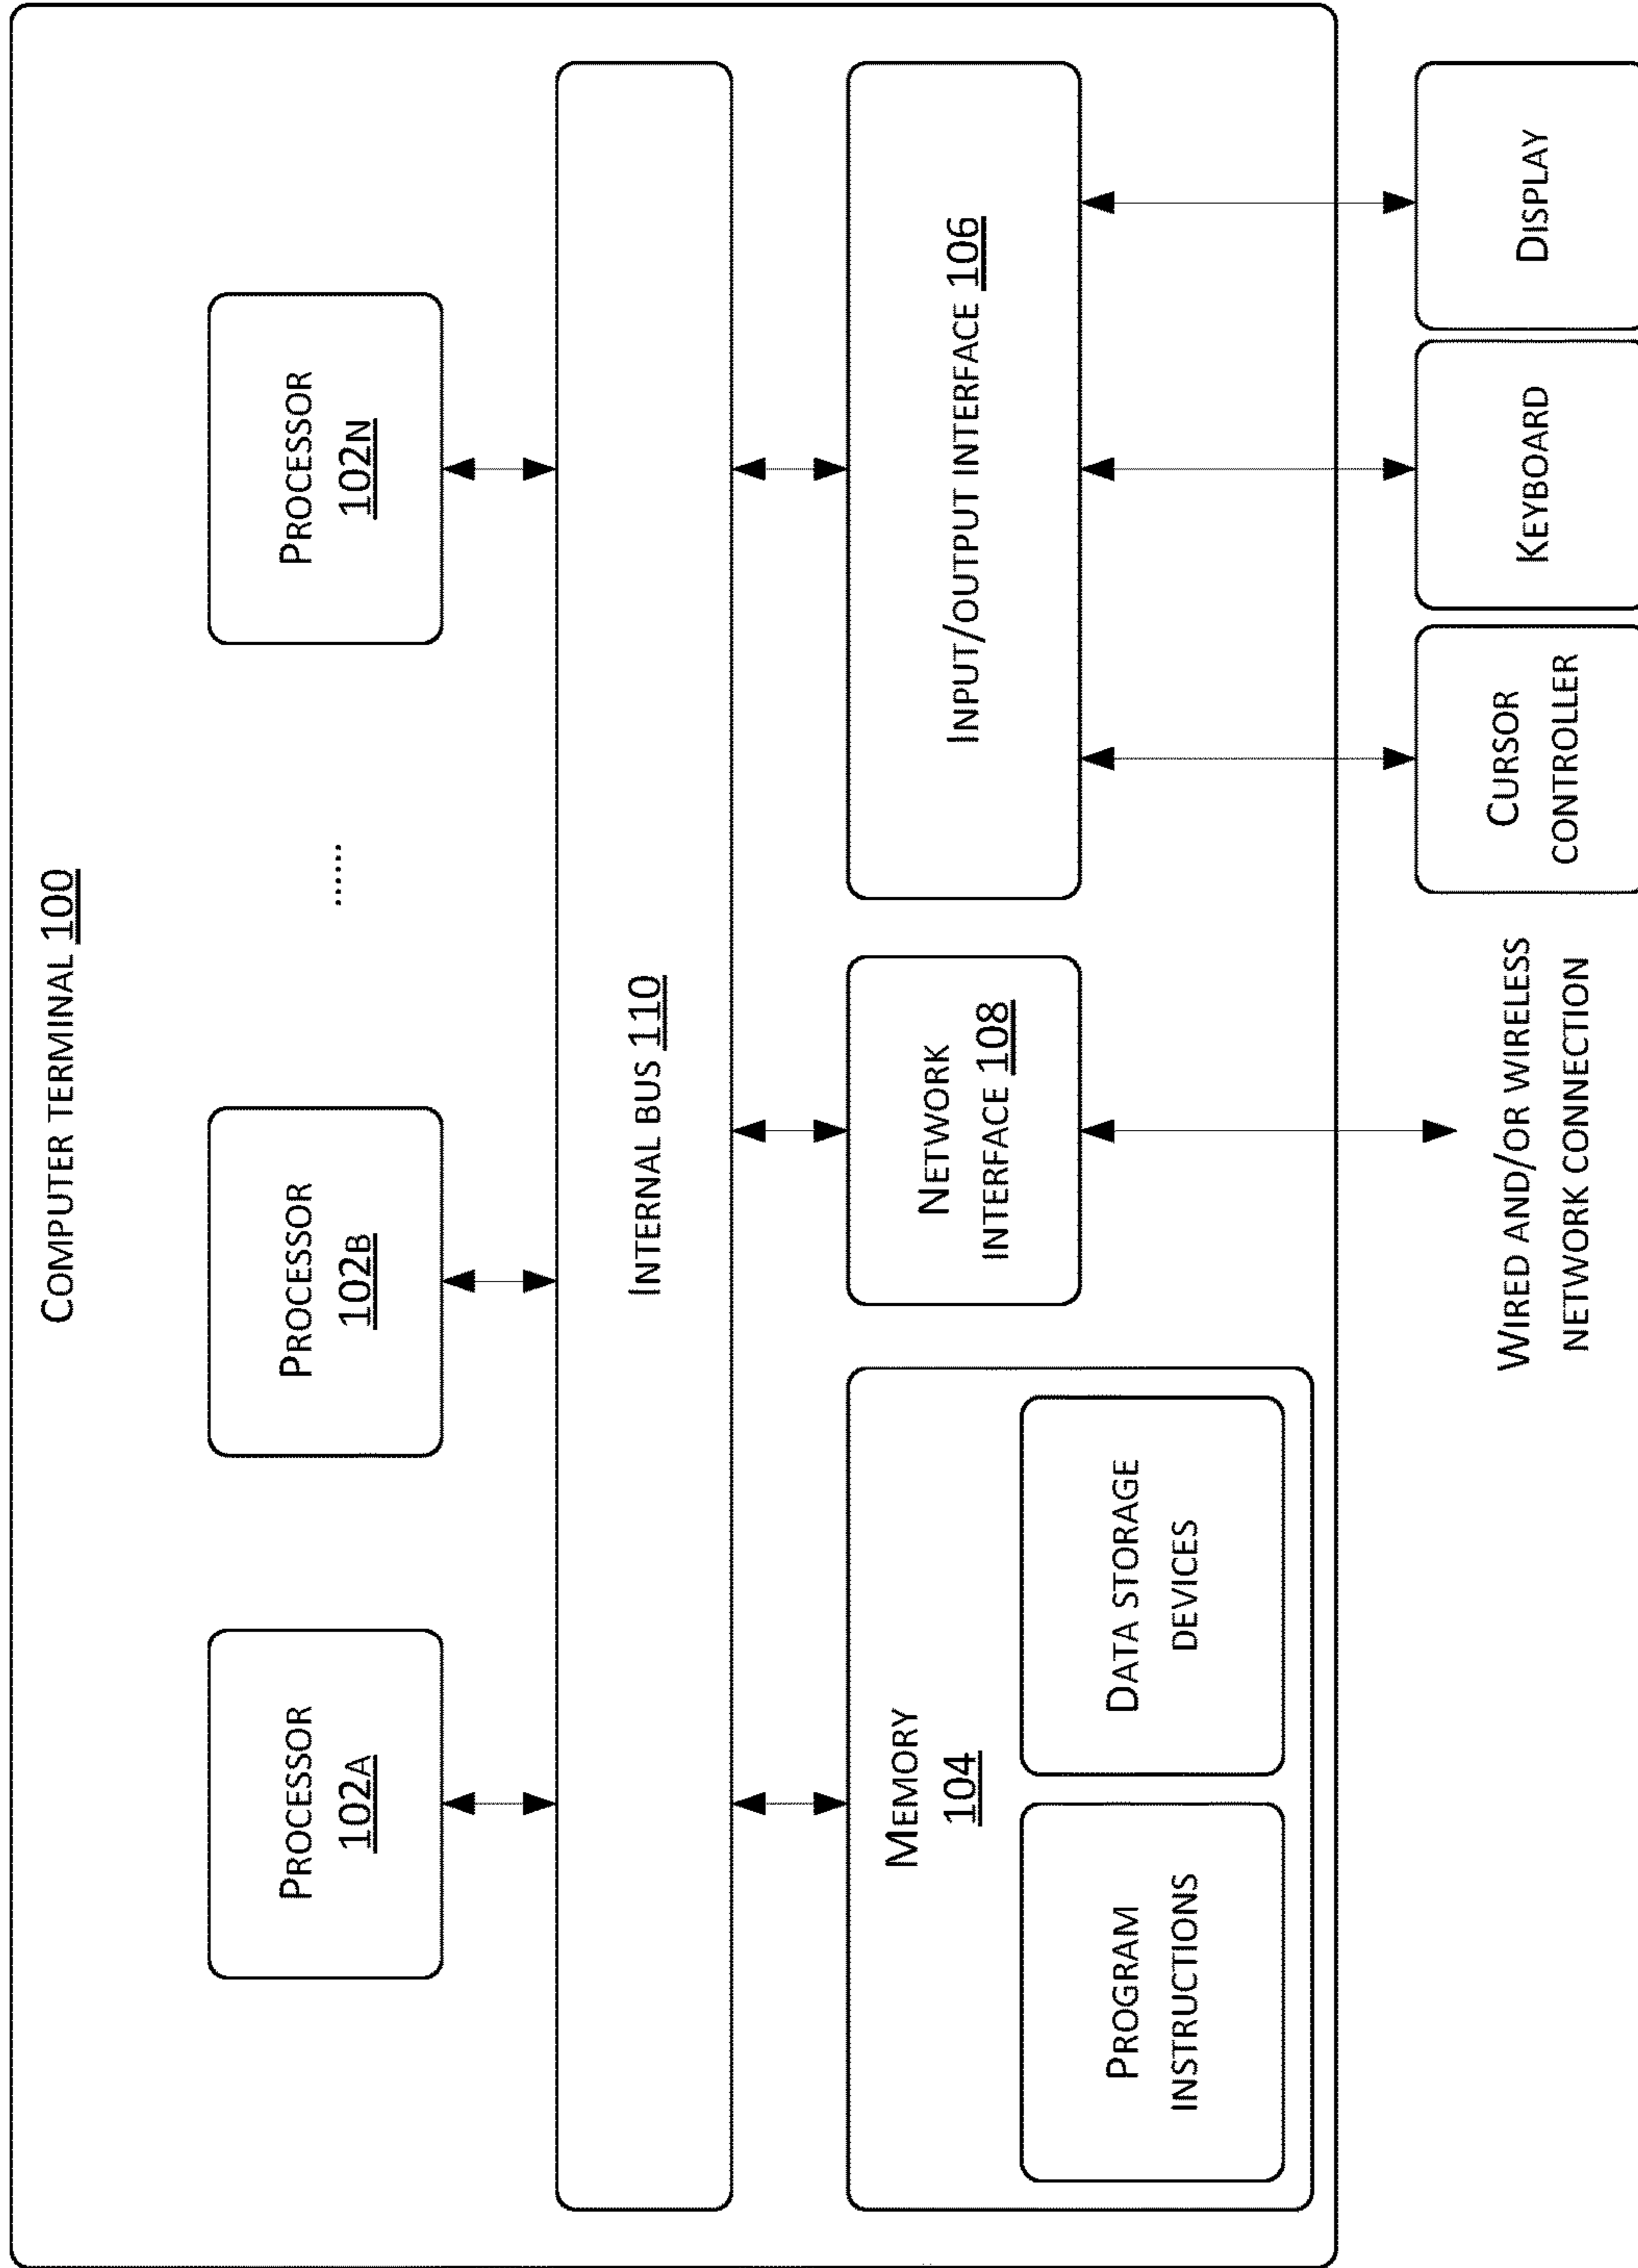 COMPUTER TERMINAL 100
PROCESSOR
102A
PROCESSOR
102B
......
PROCESSOR
102N
INTERNAL BUS 110
MEMORY
104
PROGRAM
INSTRUCTIONS
DATA STORAGE
DEVICES
NETWORK
INTERFACE 108
INPUT/OUTPUT INTERFACE 106
WIRED AND/OR WIRELESS
NETWORK CONNECTION
CURSOR
CONTROLLER
KEYBOARD
DISPLAY